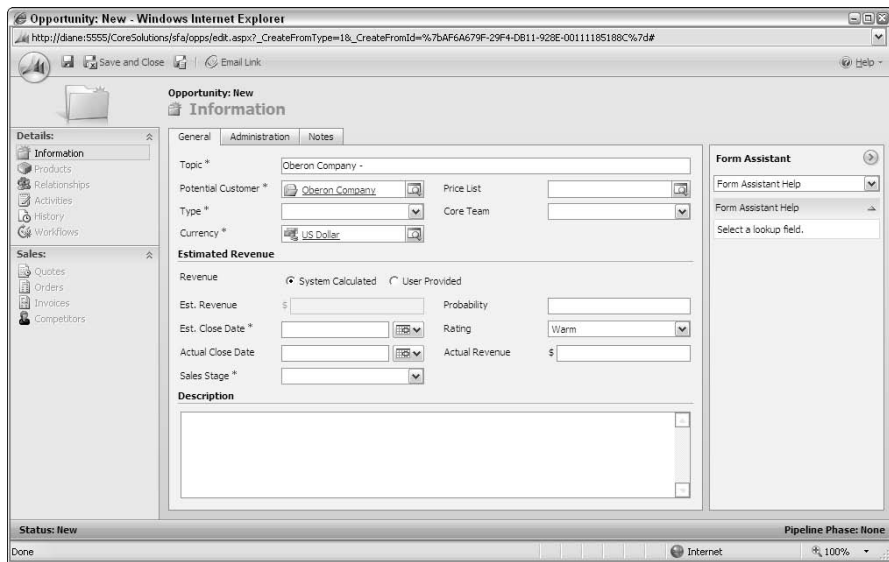 Opportunity: New - Windows Internet Explorer
http://diane:5555/CoreSolutions/sfa/opps/edit.aspx?_CreateFromType=1&_CreateFromId=%7bAF6A679F-29F4-DB11-928E-00111185188C%7d#
Save and Close Email Link Help
Opportunity: New
Information
Details:
Information
Products
Relationships
Activities
History
Workflows
Sales:
Quotes
Orders
Invoices
Competitors
General Administration Notes
Topic * Oberon Company -
Potential Customer * Oberon Company Price List
Type * Core Team
Currency * US Dollar
Estimated Revenue
Revenue System Calculated User Provided
Est. Revenue $ Probability
Est. Close Date * Rating Warm
Actual Close Date Actual Revenue $
Sales Stage *
Description
Form Assistant
Form Assistant Help
Form Assistant Help
Select a lookup field.
Status: New Pipeline Phase: None
Done Internet 100%